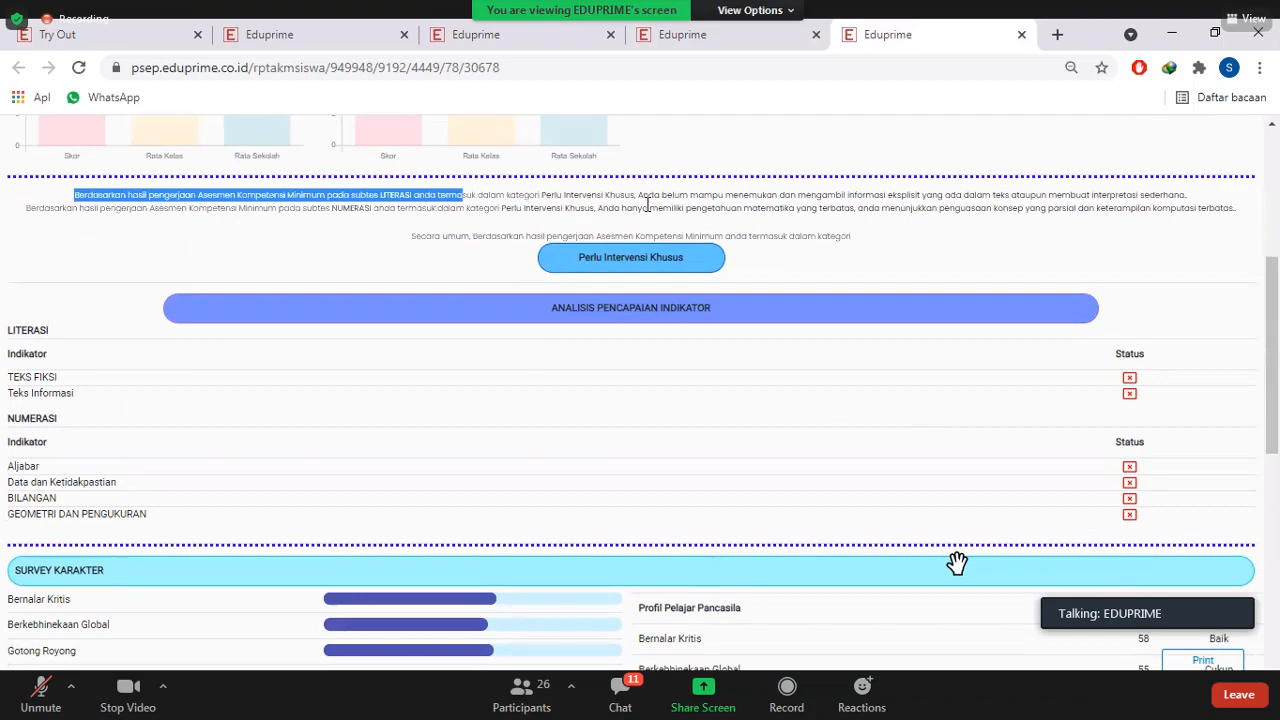 Recording
You are viewing EDUPRIME's screen
View Options
View
Try Out
Eduprime
Eduprime
Eduprime
Eduprime
psep.eduprime.co.id/rptakmsiswa/949948/9192/4449/78/30678
S
Apl
WhatsApp
Daftar bacaan
0
Skor
Rata Kelas
Rata Sekolah
0
Skor
Rata Kelas
Rata Sekolah
Berdasarkan hasil pengerjaan Asesmen Kompetensi Minimum pada subtes LITERASI anda termasuk dalam kategori Perlu Intervensi Khusus, Anda belum mampu menemukan dan mengambil informasi eksplisit yang ada dalam teks ataupun membuat interpretasi sederhana..
Berdasarkan hasil pengerjaan Asesmen Kompetensi Minimum pada subtes NUMERASI anda termasuk dalam kategori Perlu Intervensi Khusus, Anda hanya memiliki pengetahuan matematika yang terbatas, anda menunjukkan penguasaan konsep yang parsial dan keterampilan komputasi terbatas..
Secara umum, Berdasarkan hasil pengerjaan Asesmen Kompetensi Minimum anda termasuk dalam kategori
Perlu Intervensi Khusus
ANALISIS PENCAPAIAN INDIKATOR
LITERASI
Indikator Status
TEKS FIKSI
Teks Informasi
NUMERASI
Indikator Status
Aljabar
Data dan Ketidakpastian
BILANGAN
GEOMETRI DAN PENGUKURAN
SURVEY KARAKTER
Bernalar Kritis
Berkebhinekaan Global
Gotong Royong
Profil Pelajar Pancasila
Talking: EDUPRIME
Bernalar Kritis 58 Baik
Berkebhinekaan Global 55 Cukup
Print
Unmute
Stop Video
26
Participants
11
Chat
Share Screen
Record
Reactions
Leave